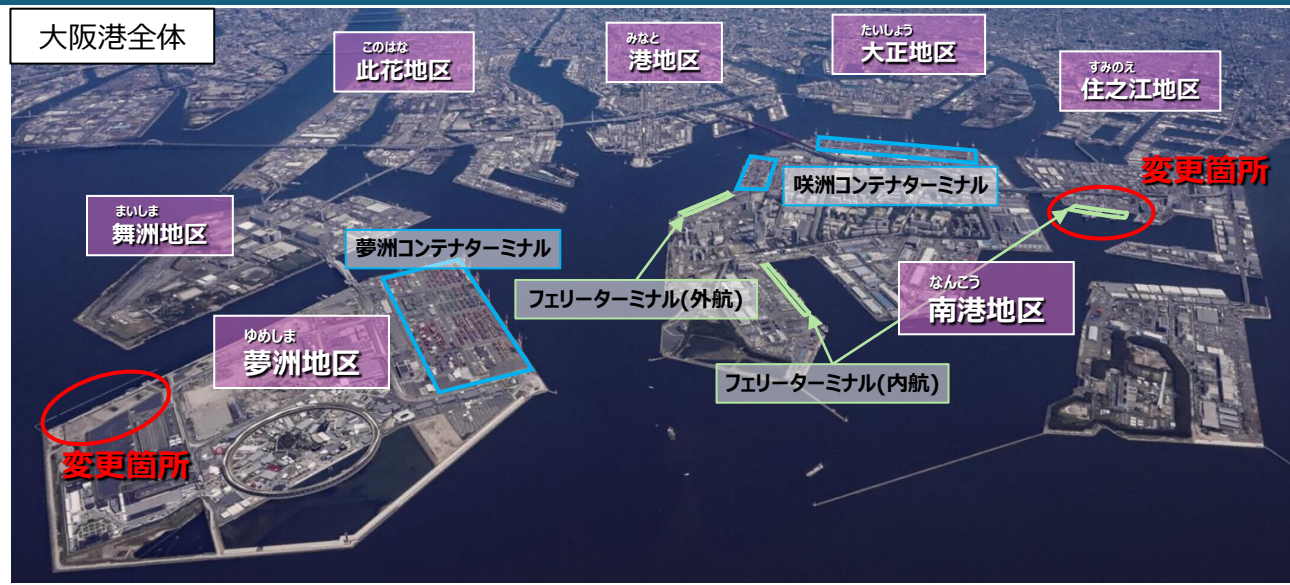 大阪港全体
このはな
此花地区
みなと
港地区
たいしょう
大正地区
すみのえ
住之江地区
変更箇所
咲洲コンテナターミナル
まいしま
舞洲地区
夢洲コンテナターミナル
フェリーターミナル(外航)
なんこう
南港地区
ゆめしま
夢洲地区
フェリーターミナル(内航)
変更箇所